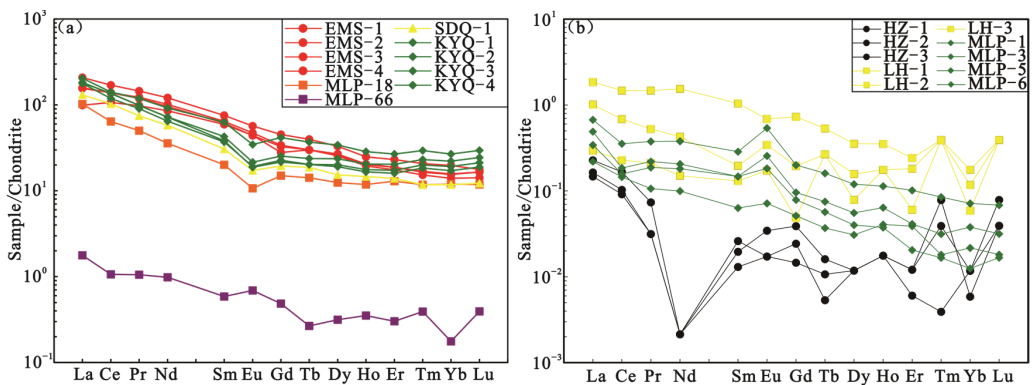 (a)
EMS-1
EMS-2
EMS-3
EMS-4
MLP-18
MLP-66
SDQ-1
KYQ-1
KYQ-2
KYQ-3
KYQ-4
Sample/Chondrite
10³
10²
10¹
10⁰
10⁻¹
La Ce Pr Nd Sm Eu Gd Tb Dy Ho Er Tm Yb Lu
(b)
HZ-1
HZ-2
HZ-3
LH-1
LH-2
LH-3
MLP-1
MLP-3
MLP-5
MLP-6
Sample/Chondrite
10¹
10⁰
10⁻¹
10⁻²
10⁻³
La Ce Pr Nd Sm Eu Gd Tb Dy Ho Er Tm Yb Lu